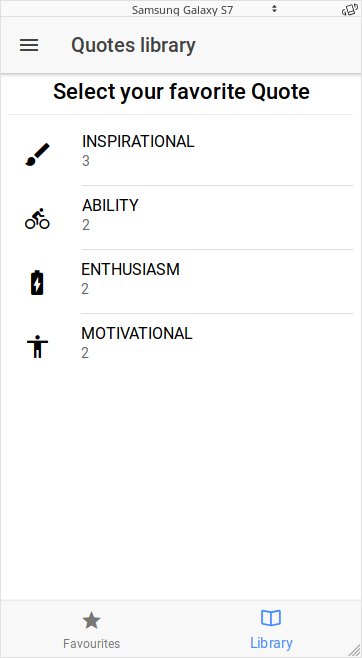 Samsung Galaxy S7
Quotes library
Select your favorite Quote
INSPIRATIONAL
3
ABILITY
2
ENTHUSIASM
2
MOTIVATIONAL
2
Favourites
Library